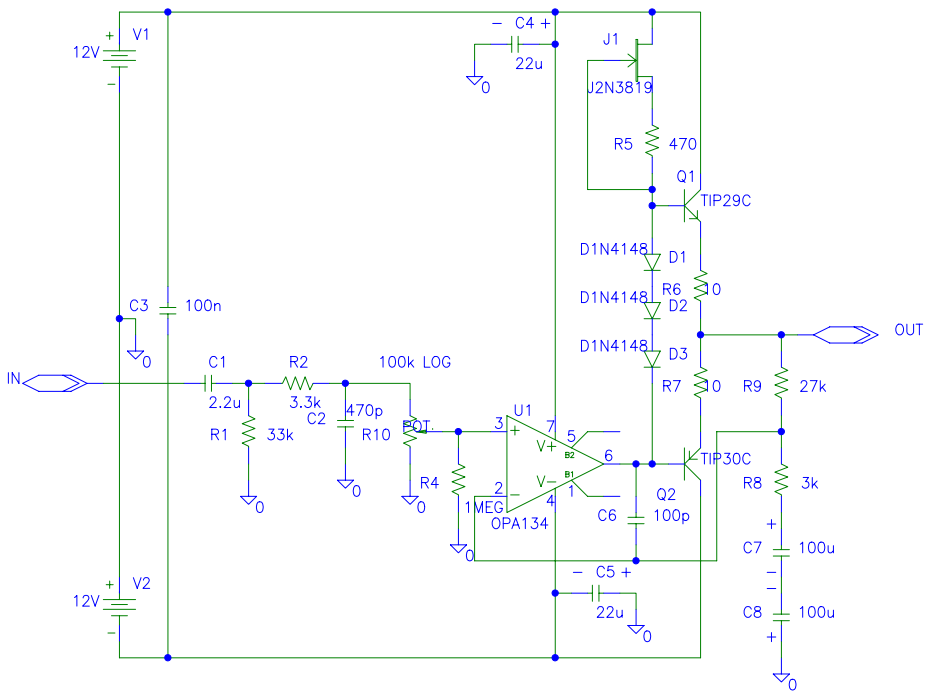 + V1
12V
-
- C4 +
22u
0
J1
J2N3819
R5 470
Q1
TIP29C
D1N4148 D1
R6 10
D1N4148 D2
D1N4148 D3
C3 100n
0
OUT
IN
C1
2.2u
R2
3.3k
100k LOG
R7 10
R9 27k
R1 33k
C2 470p
R10 POT.
U1
3 + 7 5
V+ B2
6
2 - V- B1
4 1
OPA134
R4
1MEG
0
0
0
0
TIP30C
Q2
R8 3k
C6 100p
+
C7 100u
-
-
C8 100u
+
0
- C5 +
22u
0
+ V2
12V
-